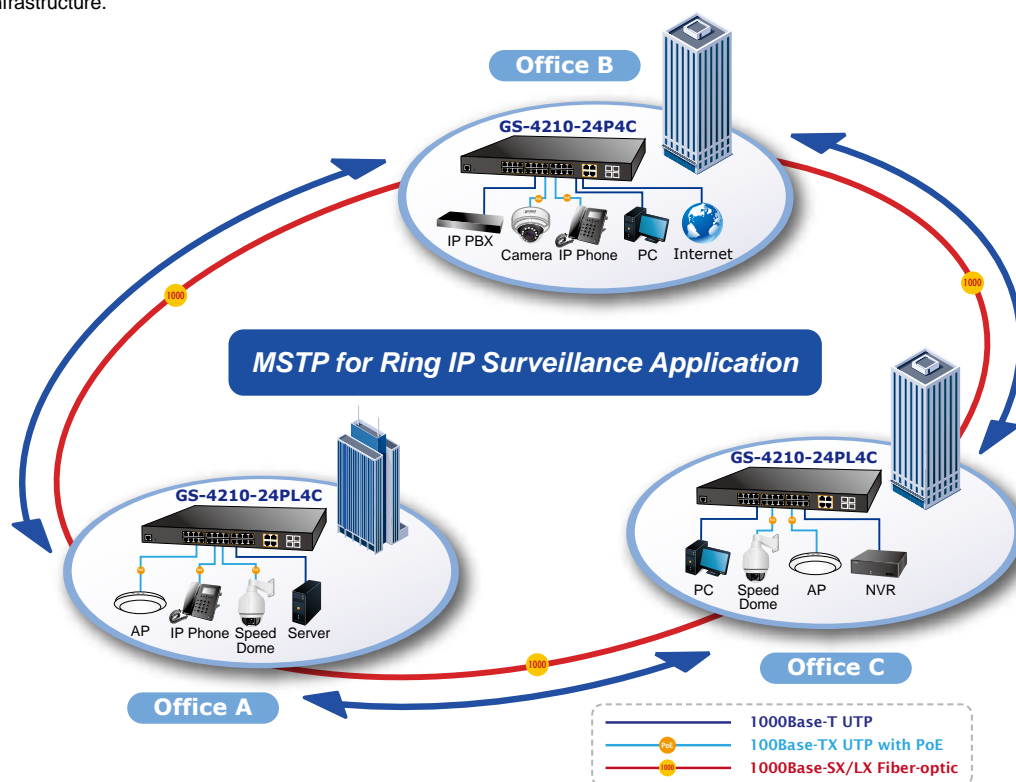 nfrastructure.
Office B
GS-4210-24P4C
IP PBX
Camera
IP Phone
PC
Internet
1000
1000
MSTP for Ring IP Surveillance Application
GS-4210-24PL4C
AP
IP Phone
Speed
Dome
Server
GS-4210-24PL4C
PC
Speed
Dome
AP
NVR
1000
Office A
Office C
1000Base-T UTP
PoE
100Base-TX UTP with PoE
1000
1000Base-SX/LX Fiber-optic